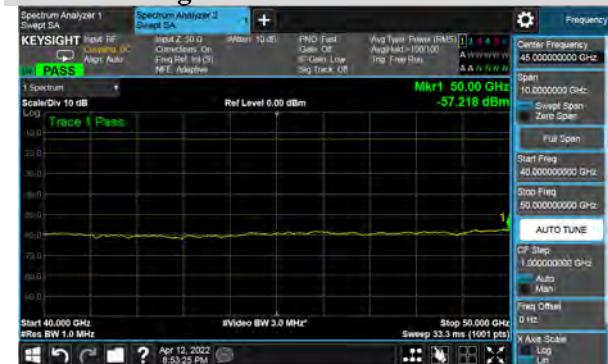 Spectrum Analyzer 1
Swept SA
Spectrum Analyzer 2
Swept SA
1
+
Frequency
KEYSIGHT
PASS
Input: RF
Coupling: DC
Align: Auto
Input Z: 50 Ω
Corrections: On
Freq Ref: Int (S)
NFE: Adaptive
#Atten: 10 dB
PNO: Fast
Gate: Off
IF Gain: Low
Sig Track: Off
Avg Type: Power (RMS)
Avg|Hold:>100/100
Trig: Free Run
1 Spectrum
Scale/Div 10 dB
Log
Ref Level 0.00 dBm
Mkr1 50.00 GHz
-57.218 dBm
Trace 1 Pass
1
Start 40.000 GHz
#Res BW 1.0 MHz
#Video BW 3.0 MHz*
Stop 50.000 GHz
Sweep 33.3 ms (1001 pts)
Center Frequency
45.000000000 GHz
Span
10.0000000 GHz
Swept Span
Zero Span
Full Span
Start Freq
40.000000000 GHz
Stop Freq
50.000000000 GHz
AUTO TUNE
CF Step
1.000000000 GHz
Auto
Man
Freq Offset
0 Hz
X Axis Scale
Log
Lin
?
Apr 12, 2022
8:53:25 PM